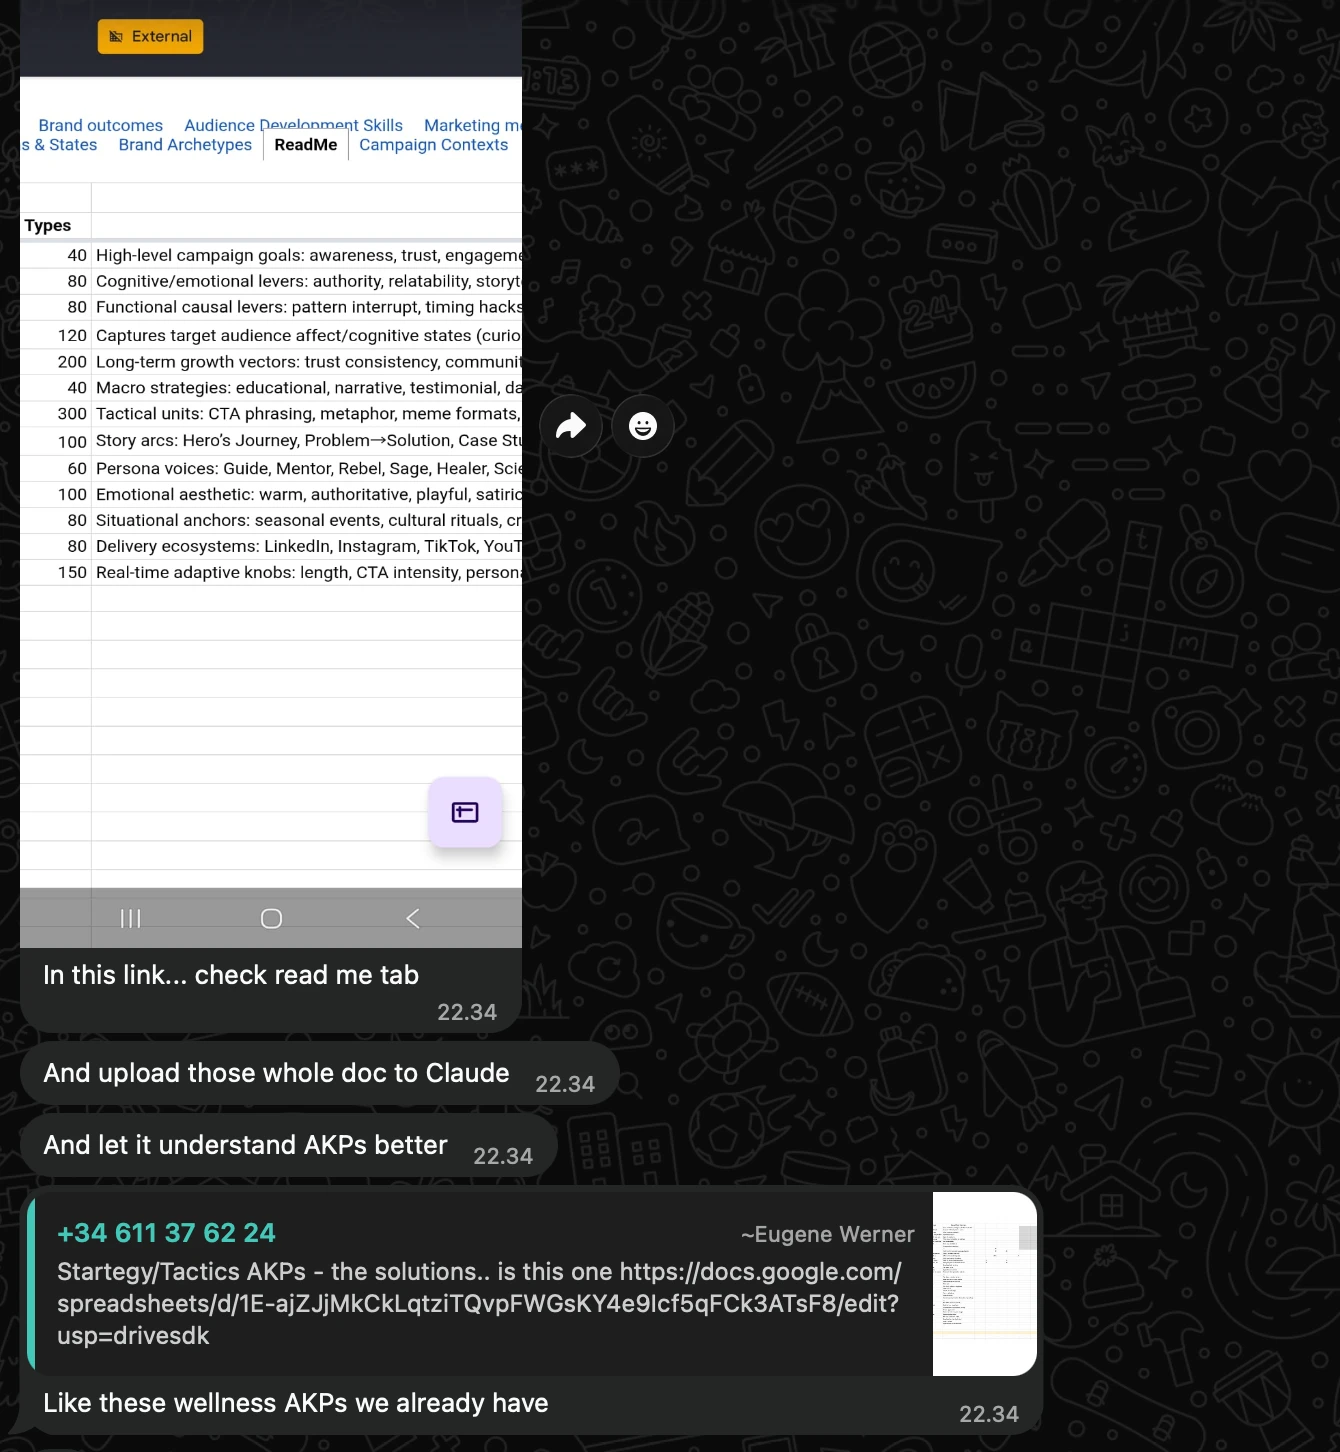 External
Brand outcomes Audience Development Skills Marketing m
s & States Brand Archetypes ReadMe Campaign Contexts
Types
40 High-level campaign goals: awareness, trust, engageme
80 Cognitive/emotional levers: authority, relatability, storyt
80 Functional causal levers: pattern interrupt, timing hacks
120 Captures target audience affect/cognitive states (curio
200 Long-term growth vectors: trust consistency, communit
40 Macro strategies: educational, narrative, testimonial, da
300 Tactical units: CTA phrasing, metaphor, meme formats,
100 Story arcs: Hero’s Journey, Problem→Solution, Case Stu
60 Persona voices: Guide, Mentor, Rebel, Sage, Healer, Scie
100 Emotional aesthetic: warm, authoritative, playful, satiric
80 Situational anchors: seasonal events, cultural rituals, cr
80 Delivery ecosystems: LinkedIn, Instagram, TikTok, YouT
150 Real-time adaptive knobs: length, CTA intensity, persona
In this link... check read me tab
22.34
And upload those whole doc to Claude 22.34
And let it understand AKPs better 22.34
+34 611 37 62 24 ~Eugene Werner
Startegy/Tactics AKPs - the solutions.. is this one https://docs.google.com/
spreadsheets/d/1E-ajZJjMkCkLqtziTQvpFWGsKY4e9Icf5qFCk3ATsF8/edit?
usp=drivesdk
Like these wellness AKPs we already have 22.34